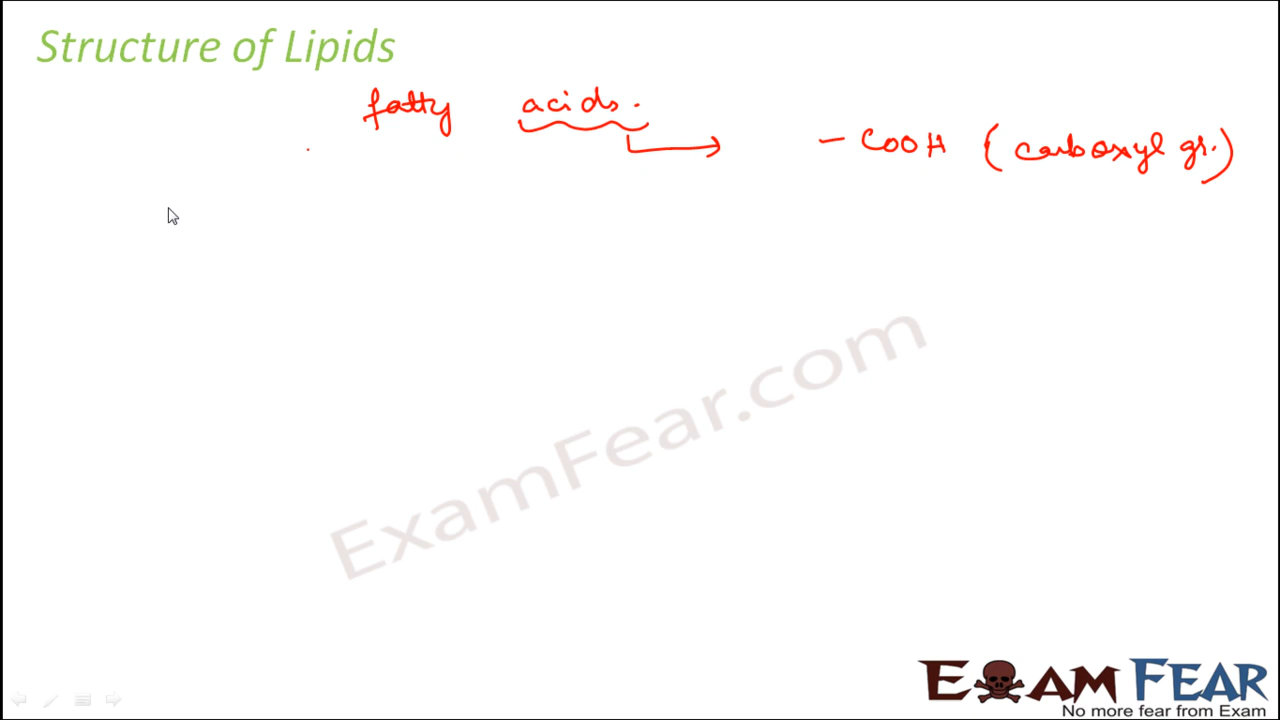 Structure of Lipids
fatty acids.
- COOH (carboxyl gr.)
ExamFear.com
EXAM FEAR
No more fear from Exam